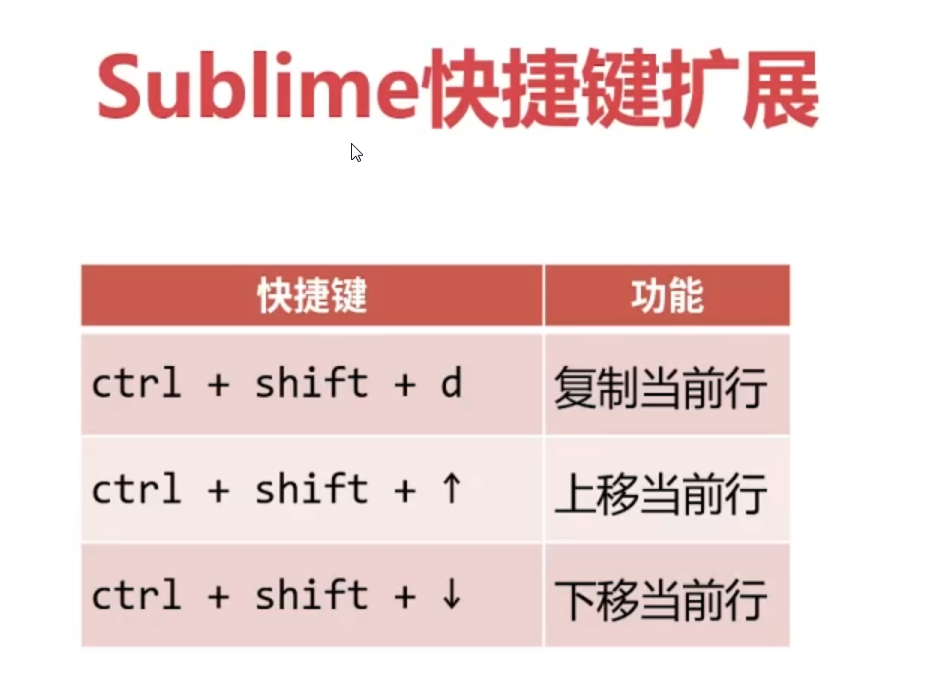 Sublime快捷键扩展
快捷键 功能
ctrl + shift + d 复制当前行
ctrl + shift + ↑ 上移当前行
ctrl + shift + ↓ 下移当前行